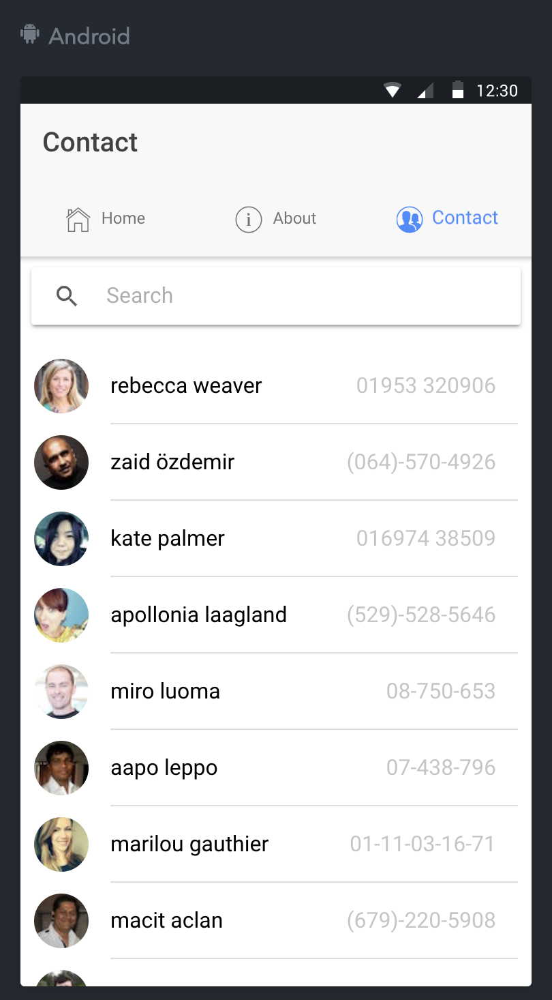 Android
12:30
Contact
Home About Contact
Search
rebecca weaver 01953 320906
zaid özdemir (064)-570-4926
kate palmer 016974 38509
apollonia laagland (529)-528-5646
miro luoma 08-750-653
aapo leppo 07-438-796
marilou gauthier 01-11-03-16-71
macit aclan (679)-220-5908